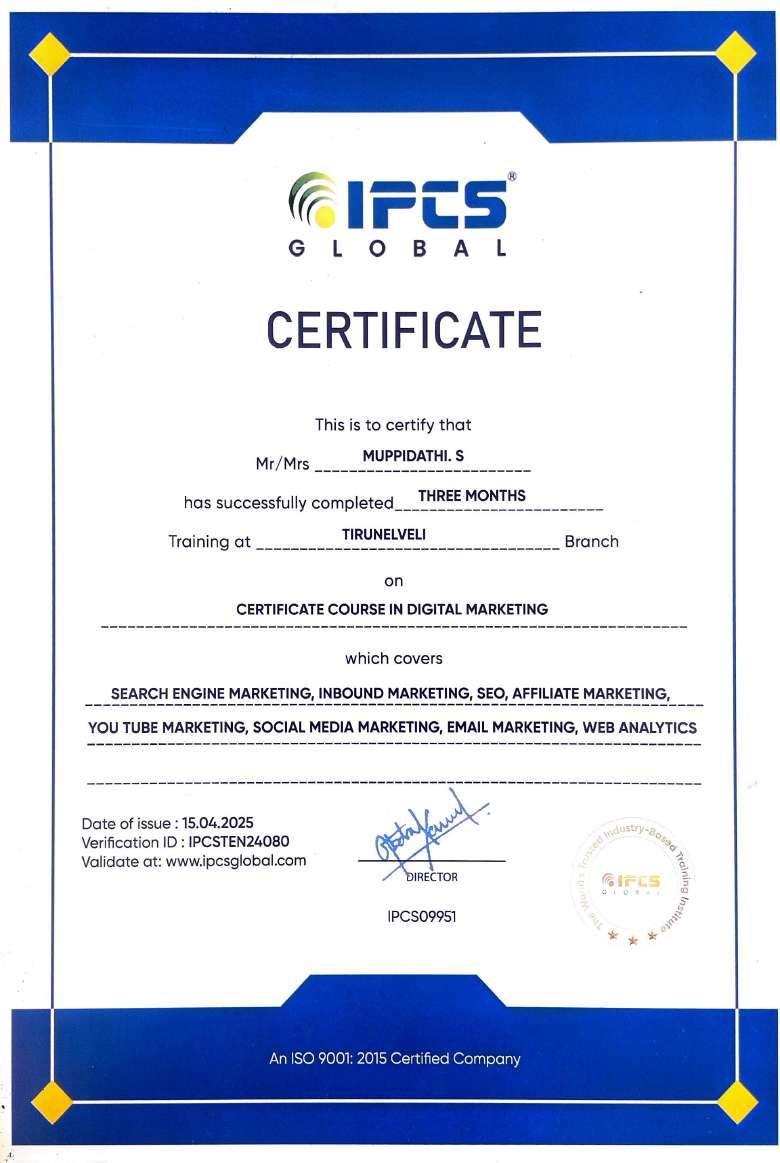 IPCS®
GLOBAL
CERTIFICATE
This is to certify that
Mr/Mrs MUPPIDATHI. S
has successfully completed THREE MONTHS
Training at TIRUNELVELI Branch
on
CERTIFICATE COURSE IN DIGITAL MARKETING
which covers
SEARCH ENGINE MARKETING, INBOUND MARKETING, SEO, AFFILIATE MARKETING,
YOU TUBE MARKETING, SOCIAL MEDIA MARKETING, EMAIL MARKETING, WEB ANALYTICS
Date of issue : 15.04.2025
Verification ID : IPCSTEN24080
Validate at: www.ipcsglobal.com
DIRECTOR
IPCS09951
The World's Trusted Industry-Based Training Institute
IPCS
GLOBAL
An ISO 9001: 2015 Certified Company